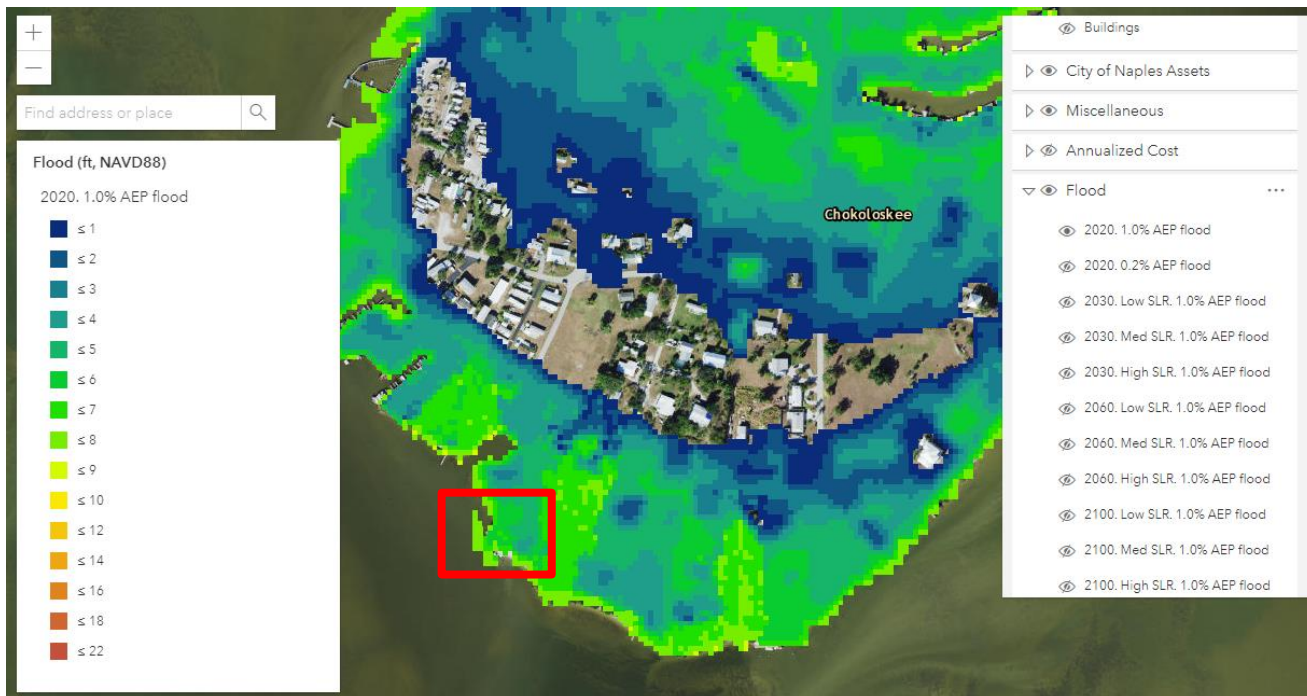 +
−
Find address or place
Flood (ft, NAVD88)
2020. 1.0% AEP flood
≤ 1
≤ 2
≤ 3
≤ 4
≤ 5
≤ 6
≤ 7
≤ 8
≤ 9
≤ 10
≤ 12
≤ 14
≤ 16
≤ 18
≤ 22
Chokoloskee
Buildings
City of Naples Assets
Miscellaneous
Annualized Cost
Flood ...
2020. 1.0% AEP flood
2020. 0.2% AEP flood
2030. Low SLR. 1.0% AEP flood
2030. Med SLR. 1.0% AEP flood
2030. High SLR. 1.0% AEP flood
2060. Low SLR. 1.0% AEP flood
2060. Med SLR. 1.0% AEP flood
2060. High SLR. 1.0% AEP flood
2100. Low SLR. 1.0% AEP flood
2100. Med SLR. 1.0% AEP flood
2100. High SLR. 1.0% AEP flood